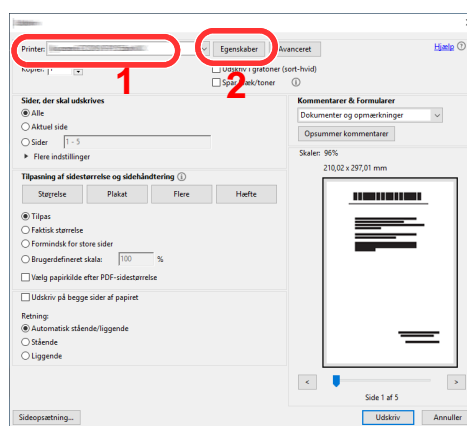 Printer: Egenskaber Avanceret Hjælp
Kopier: 1 Udskriv i gråtoner (sort-hvid)
1 2
Spar blæk/toner
Sider, der skal udskrives
Alle
Aktuel side
Sider 1 - 5
Flere indstillinger
Kommentarer & Formularer
Dokumenter og opmærkninger
Opsummer kommentarer
Tilpasning af sidestørrelse og sidehåndtering
Størrelse Plakat Flere Hæfte
Tilpas
Faktisk størrelse
Formindsk for store sider
Brugerdefineret skala: 100 %
Vælg papirkilde efter PDF-sidestørrelse
Udskriv på begge sider af papiret
Retning:
Automatisk stående/liggende
Stående
Liggende
Skaler: 96%
210,02 x 297,01 mm
< >
Side 1 af 5
Sideopsætning... Udskriv Annuller